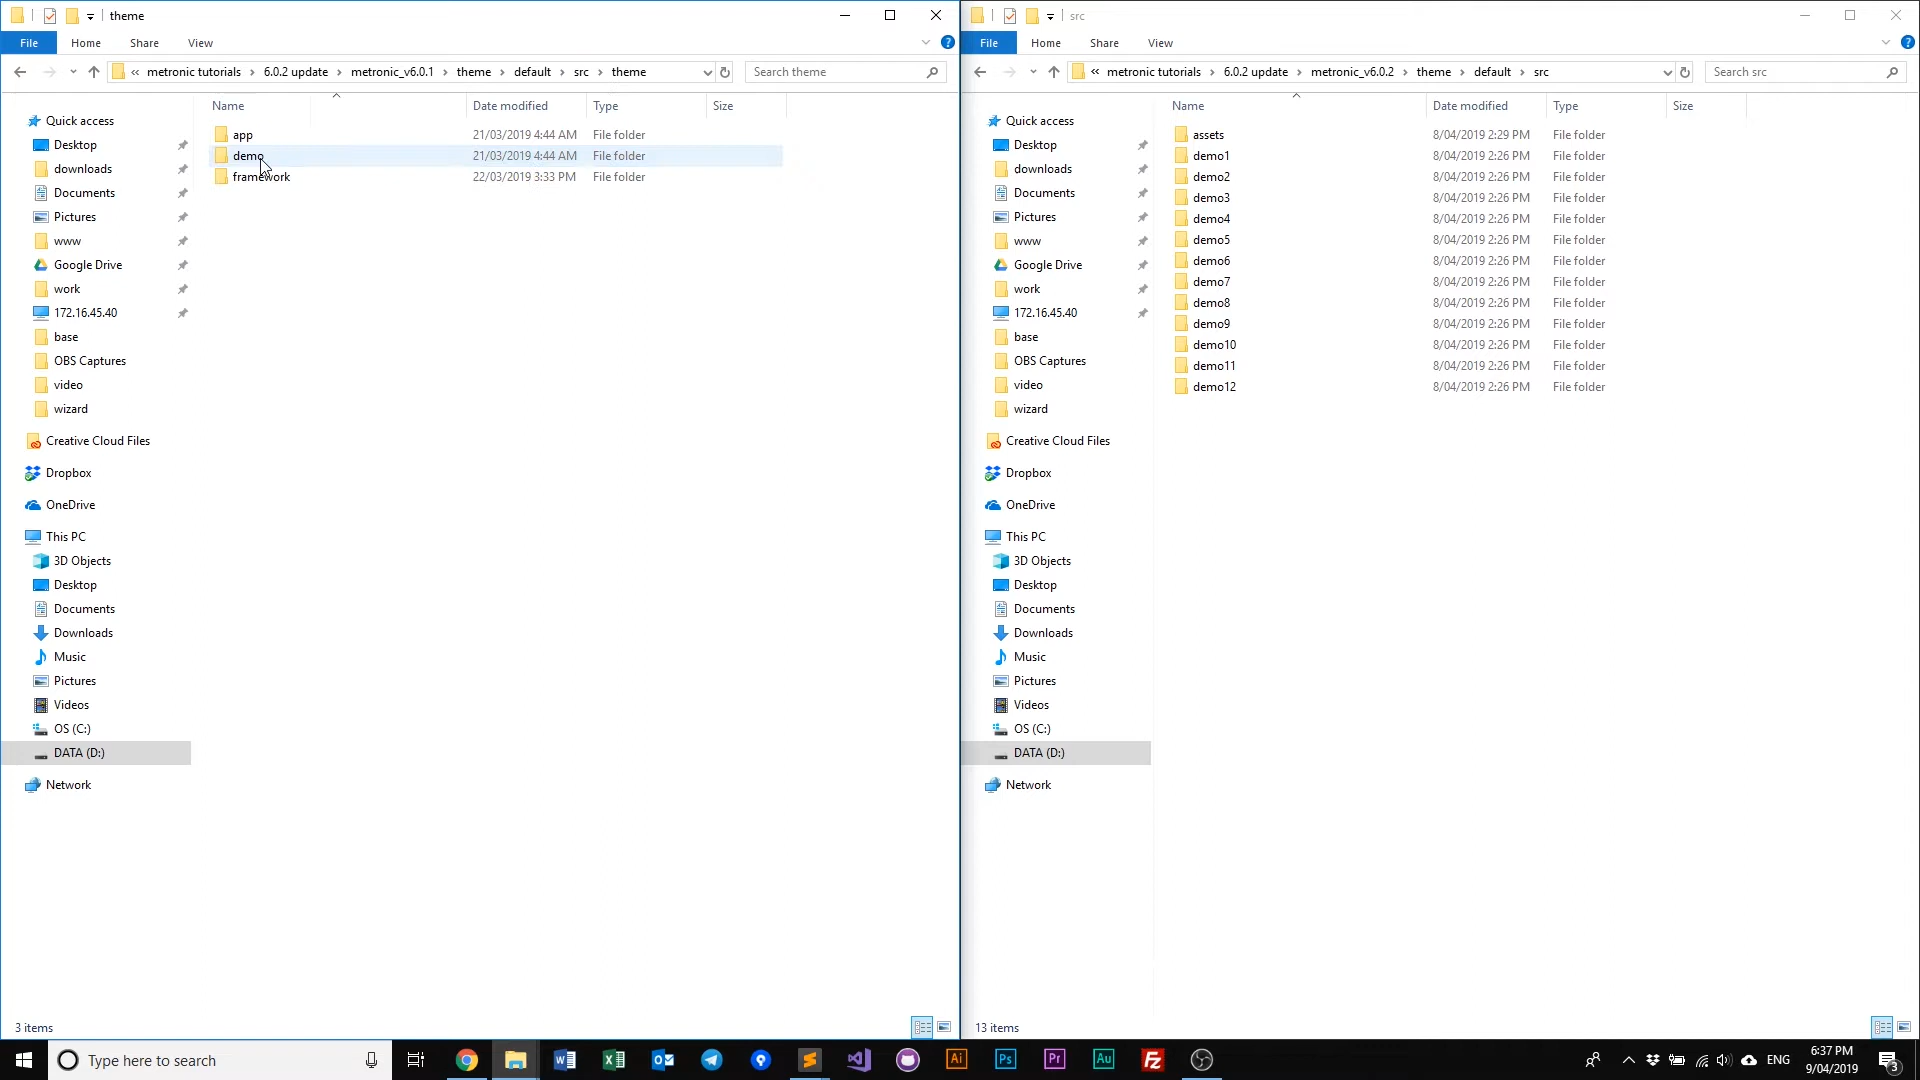 theme
File Home Share View
« metronic tutorials › 6.0.2 update › metronic_v6.0.1 › theme › default › src › theme
Search theme
Name Date modified Type Size
Quick access
Desktop
downloads
Documents
Pictures
www
Google Drive
work
172.16.45.40
base
OBS Captures
video
wizard
Creative Cloud Files
Dropbox
OneDrive
This PC
3D Objects
Desktop
Documents
Downloads
Music
Pictures
Videos
OS (C:)
DATA (D:)
Network
app 21/03/2019 4:44 AM File folder
demo 21/03/2019 4:44 AM File folder
framework 22/03/2019 3:33 PM File folder
3 items
src
File Home Share View
« metronic tutorials › 6.0.2 update › metronic_v6.0.2 › theme › default › src
Search src
Name Date modified Type Size
Quick access
Desktop
downloads
Documents
Pictures
www
Google Drive
work
172.16.45.40
base
OBS Captures
video
wizard
Creative Cloud Files
Dropbox
OneDrive
This PC
3D Objects
Desktop
Documents
Downloads
Music
Pictures
Videos
OS (C:)
DATA (D:)
Network
assets 8/04/2019 2:29 PM File folder
demo1 8/04/2019 2:26 PM File folder
demo2 8/04/2019 2:26 PM File folder
demo3 8/04/2019 2:26 PM File folder
demo4 8/04/2019 2:26 PM File folder
demo5 8/04/2019 2:26 PM File folder
demo6 8/04/2019 2:26 PM File folder
demo7 8/04/2019 2:26 PM File folder
demo8 8/04/2019 2:26 PM File folder
demo9 8/04/2019 2:26 PM File folder
demo10 8/04/2019 2:26 PM File folder
demo11 8/04/2019 2:26 PM File folder
demo12 8/04/2019 2:26 PM File folder
13 items
Type here to search
Ai Ps Pr Au Fz
ENG
6:37 PM
9/04/2019
3